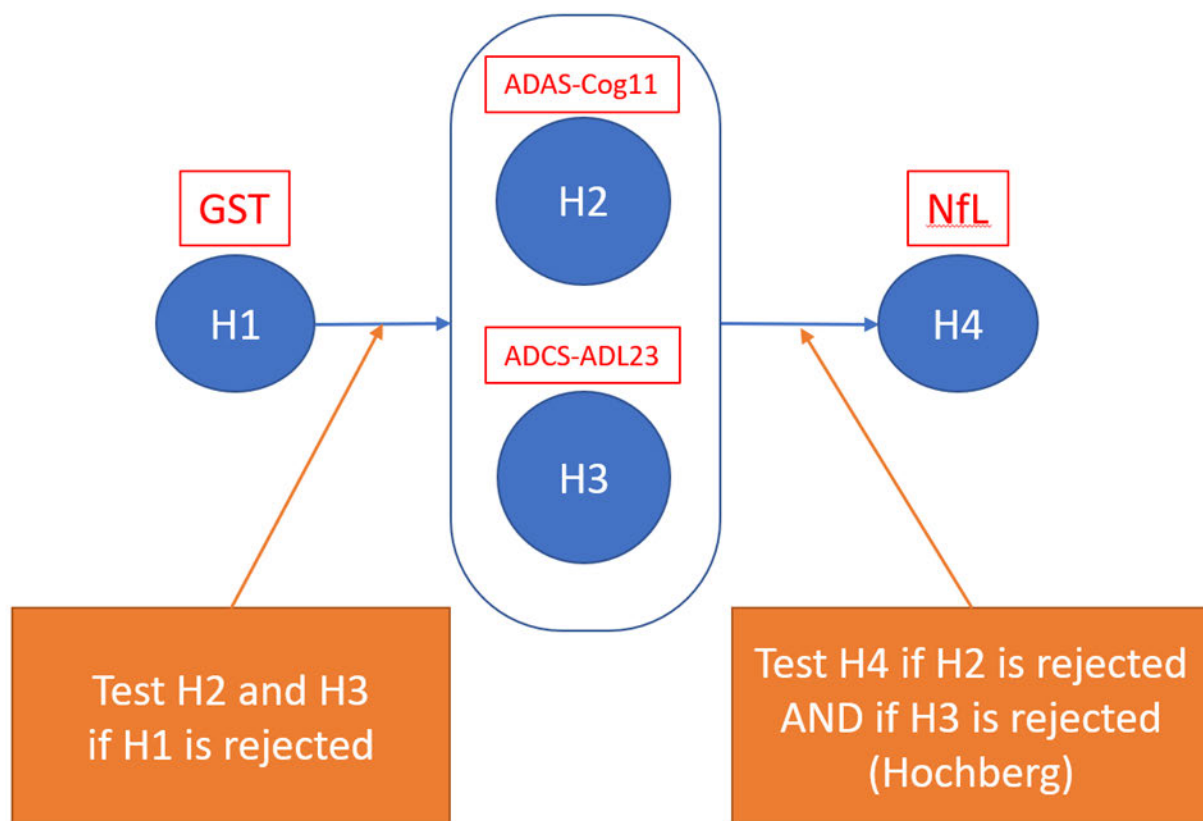 GST
H1
ADAS-Cog11
H2
ADCS-ADL23
H3
NfL
H4
Test H2 and H3
if H1 is rejected
Test H4 if H2 is rejected
AND if H3 is rejected
(Hochberg)